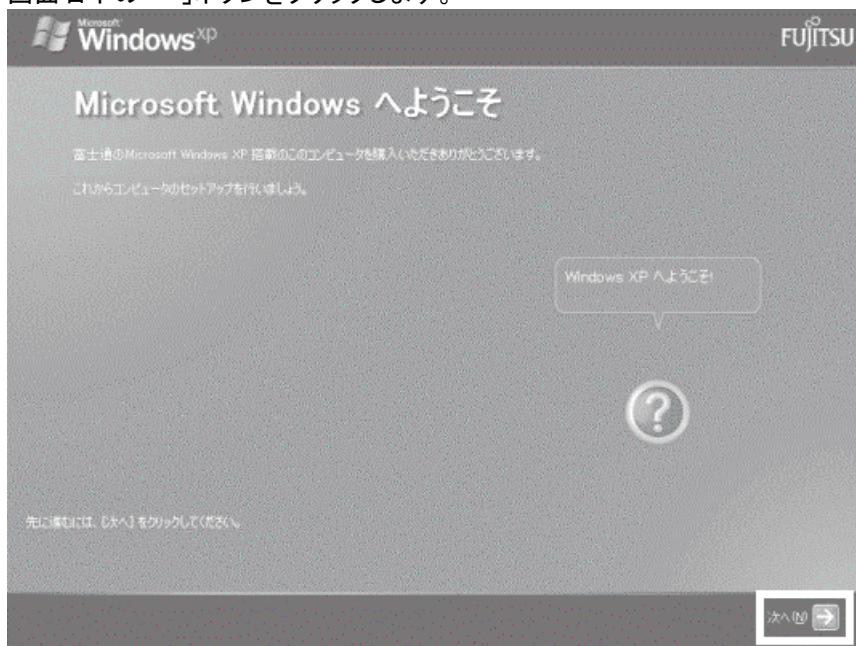 Microsoft
Windows xp
FUJITSU
Microsoft Windows へようこそ
富士通のMicrosoft Windows XP 搭載のこのコンピュータを購入いただきありがとうございます。
これからコンピュータのセットアップを行いましょう。
Windows XP へようこそ!
先に進むには、[次へ] をクリックしてください。
次へ(N)